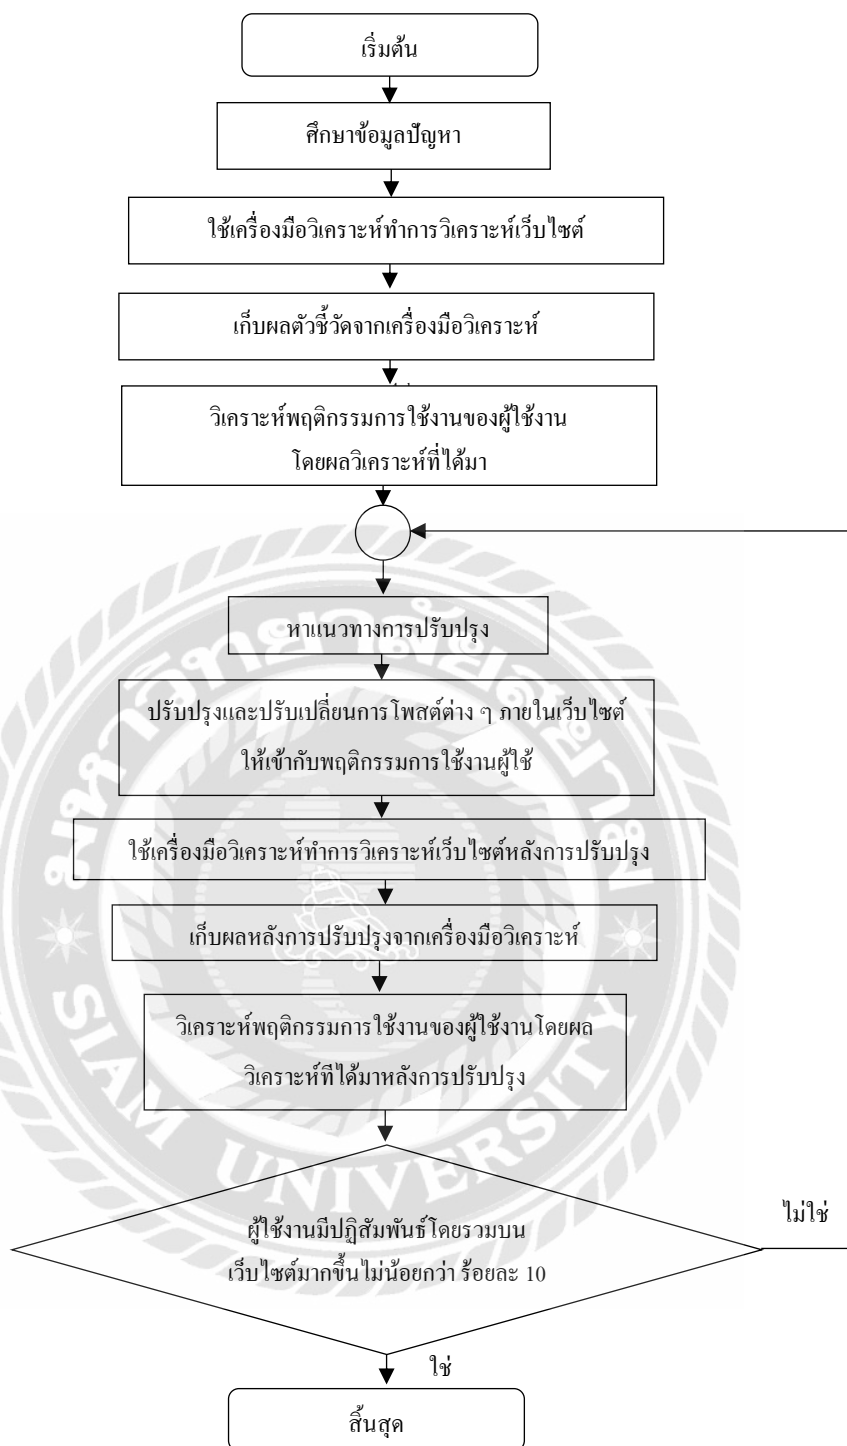 เริ่มต้น
ศึกษาข้อมูลปัญหา
ใช้เครื่องมือวิเคราะห์ทำการวิเคราะห์เว็บไซต์
เก็บผลตัวชี้วัดจากเครื่องมือวิเคราะห์
วิเคราะห์พฤติกรรมการใช้งานของผู้ใช้งาน
โดยผลวิเคราะห์ที่ได้มา
หาแนวทางการปรับปรุง
ปรับปรุงและปรับเปลี่ยนการโพสต์ต่าง ๆ ภายในเว็บไซต์
ให้เข้ากับพฤติกรรมการใช้งานผู้ใช้
ใช้เครื่องมือวิเคราะห์ทำการวิเคราะห์เว็บไซต์หลังการปรับปรุง
เก็บผลหลังการปรับปรุงจากเครื่องมือวิเคราะห์
วิเคราะห์พฤติกรรมการใช้งานของผู้ใช้งานโดยผล
วิเคราะห์ทีได้มาหลังการปรับปรุง
ไม่ใช่
ผู้ใช้งานมีปฏิสัมพันธ์โดยรวมบน
เว็บไซต์มากขึ้นไม่น้อยกว่า ร้อยละ 10
ใช่
สิ้นสุด
มหาวิทยาลัยสยาม
SIAM UNIVERSITY